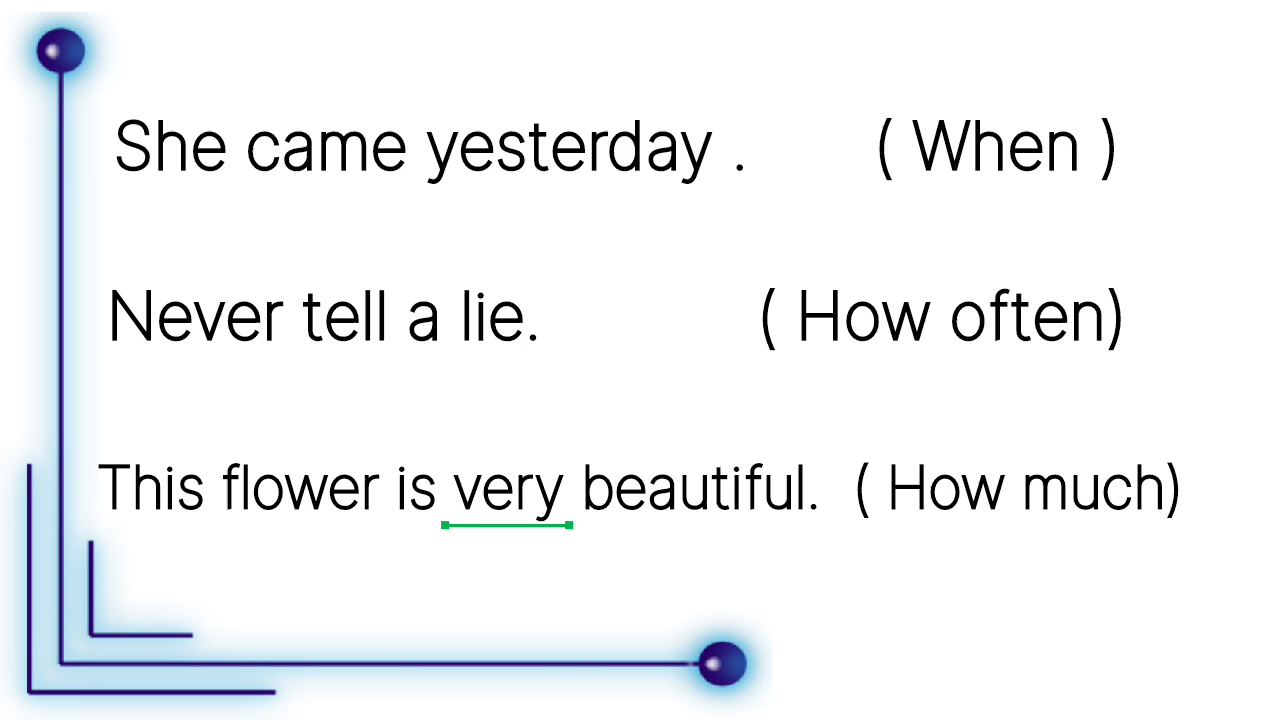 She came yesterday . ( When )
Never tell a lie. ( How often)
This flower is very beautiful. ( How much)